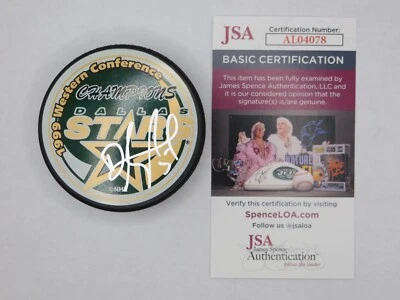 1999 Western Conference
CHAMPIONS
DALLAS
STARS
©NHL
JSA
Certification Number
AL04078
BASIC CERTIFICATION
This item has been fully examined by
James Spence Authentication, LLC and
it is our considered opinion that the
signature(s) is/are genuine.
Verify this certification by visiting
SpenceLOA.com
Follow us @jsaloa
JSA
James Spence
Authentication